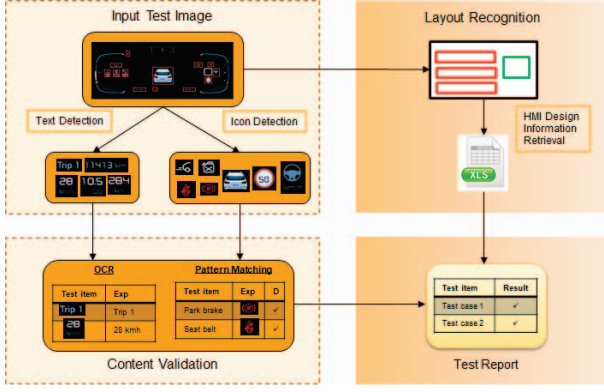 Input Test Image
Layout Recognition
Text Detection
Icon Detection
HMI Design
Information
Retrieval
Trip 1 11413 km
28 10.5 284
50
XLS
OCR
Test item Exp
Trip 1 Trip 1
28 28 kmh
Pattern Matching
Test item Exp D
Park brake (P) ✓
Seat belt ✓
Test item Result
Test case 1 ✓
Test case 2 ✓
Content Validation
Test Report